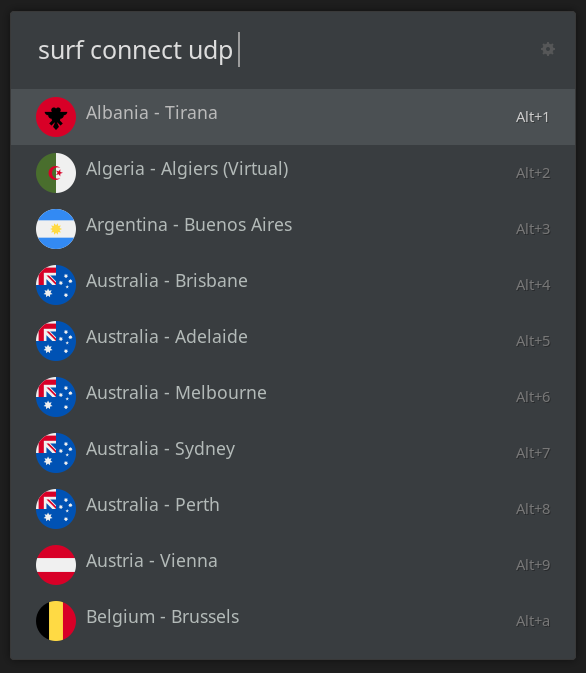 surf connect udp
Albania - Tirana Alt+1
Algeria - Algiers (Virtual) Alt+2
Argentina - Buenos Aires Alt+3
Australia - Brisbane Alt+4
Australia - Adelaide Alt+5
Australia - Melbourne Alt+6
Australia - Sydney Alt+7
Australia - Perth Alt+8
Austria - Vienna Alt+9
Belgium - Brussels Alt+a